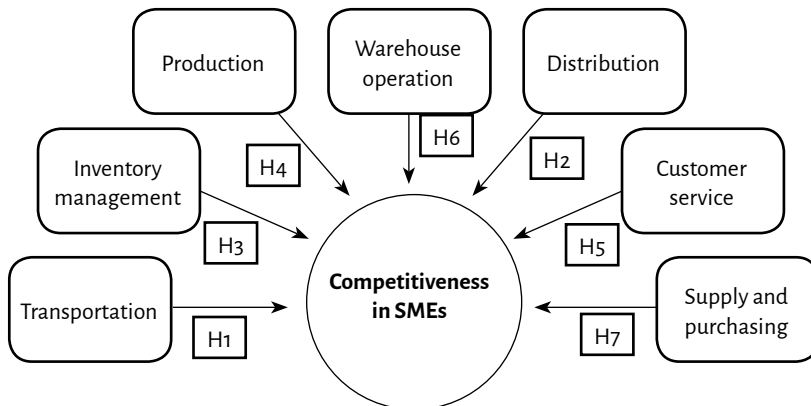 Production
Warehouse
operation
Distribution
H4
H6
H2
Inventory
management
Customer
service
H3
H5
Competitiveness
in SMEs
Transportation
Supply and
purchasing
H1
H7